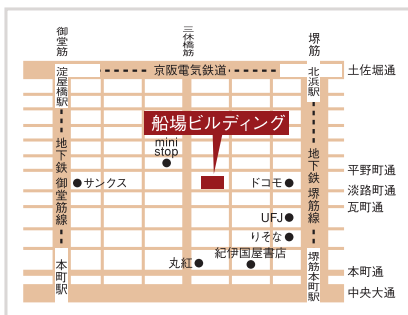 御堂筋
三休橋筋
堺筋
淀屋橋駅
京阪電気鉄道
北浜駅
土佐堀通
船場ビルディング
mini
stop
地下鉄御堂筋線
地下鉄堺筋線
サンクス
ドコモ
平野町通
淡路町通
瓦町通
UFJ
りそな
紀伊国屋書店
丸紅
本町駅
堺筋本町駅
本町通
中央大通